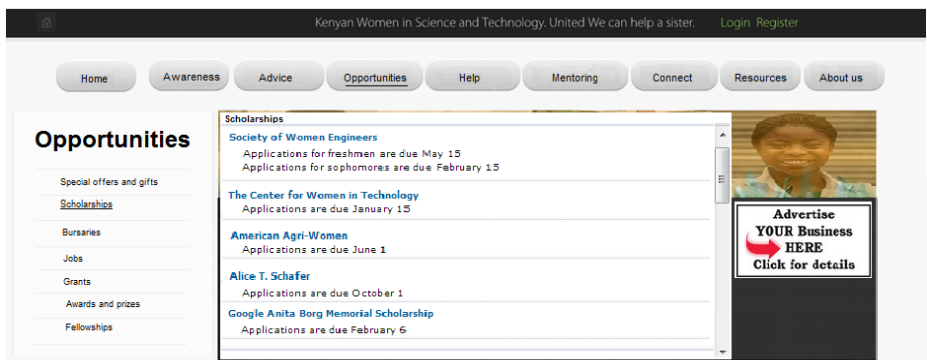 Kenyan Women in Science and Technology. United We can help a sister. Login Register
Home Awareness Advice Opportunities Help Mentoring Connect Resources About us
Opportunities
Special offers and gifts
Scholarships
Bursaries
Jobs
Grants
Awards and prizes
Fellowships
Scholarships
Society of Women Engineers
Applications for freshmen are due May 15
Applications for sophomores are due February 15
The Center for Women in Technology
Applications are due January 15
American Agri-Women
Applications are due June 1
Alice T. Schafer
Applications are due October 1
Google Anita Borg Memorial Scholarship
Applications are due February 6
Advertise
YOUR Business
HERE
Click for details